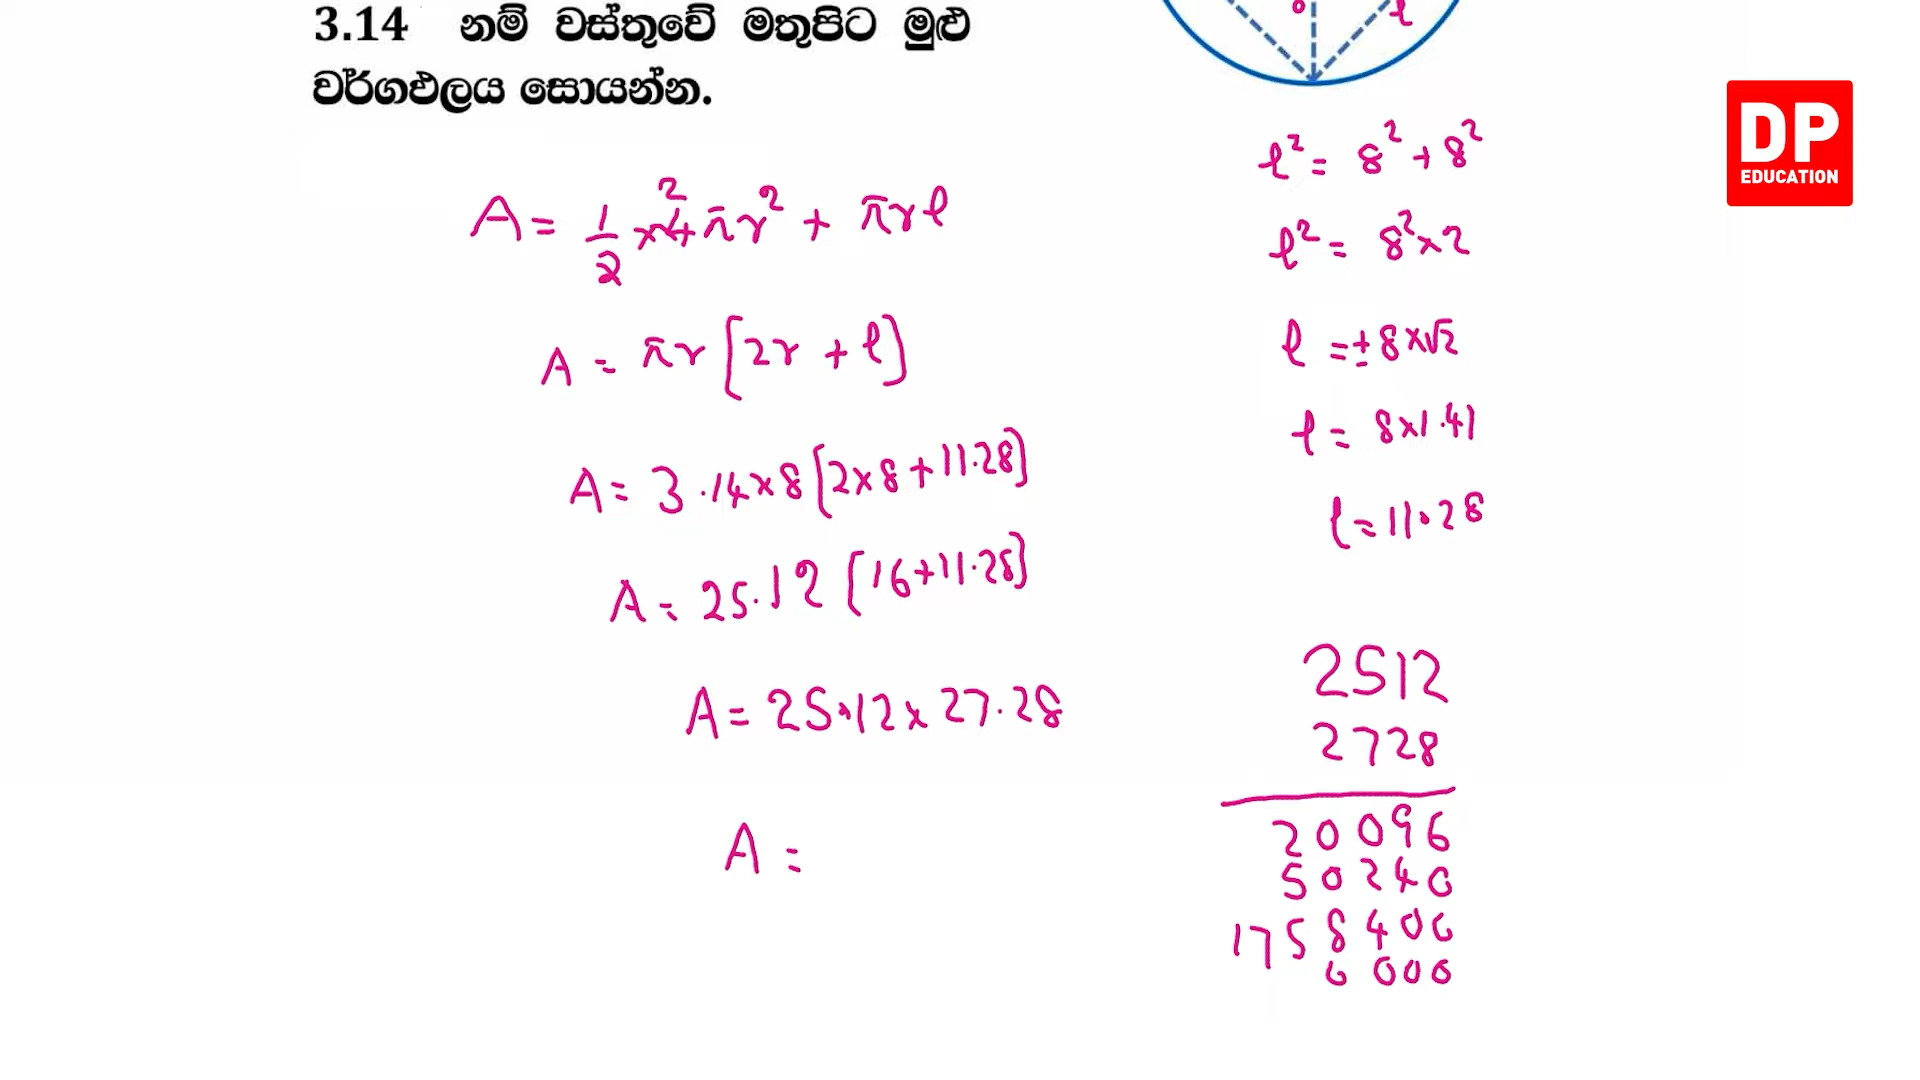 3.14 නම් වස්තුවේ මතුපිට මුළු
වර්ගඵලය සොයන්න.
A = 1/2 × 4 2 π r² + π r ℓ
A = π r [2r + ℓ]
A = 3.14 × 8 [2 × 8 + 11.28]
A = 25.12 [16 + 11.28]
A = 25.12 × 27.28
A =
r
ℓ² = 8² + 8²
ℓ² = 8² × 2
ℓ = ± 8 × √2
ℓ = 8 × 1.41
ℓ = 11.28
2512
2728
20096
50240
1758400
0000
DP
EDUCATION